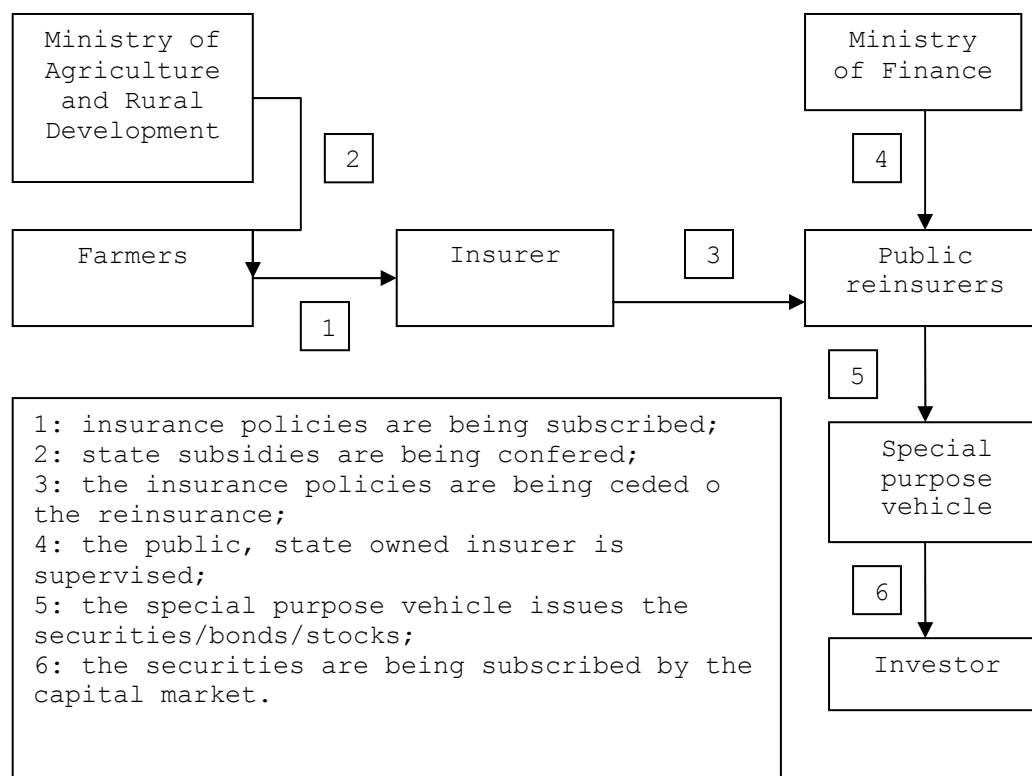 Ministry of
Agriculture
and Rural
Development
Ministry
of Finance
2
4
Farmers
Insurer
3
Public
reinsurers
1
5
1: insurance policies are being subscribed;
2: state subsidies are being confered;
3: the insurance policies are being ceded o
the reinsurance;
4: the public, state owned insurer is
supervised;
5: the special purpose vehicle issues the
securities/bonds/stocks;
6: the securities are being subscribed by the
capital market.
Special
purpose
vehicle
6
Investor